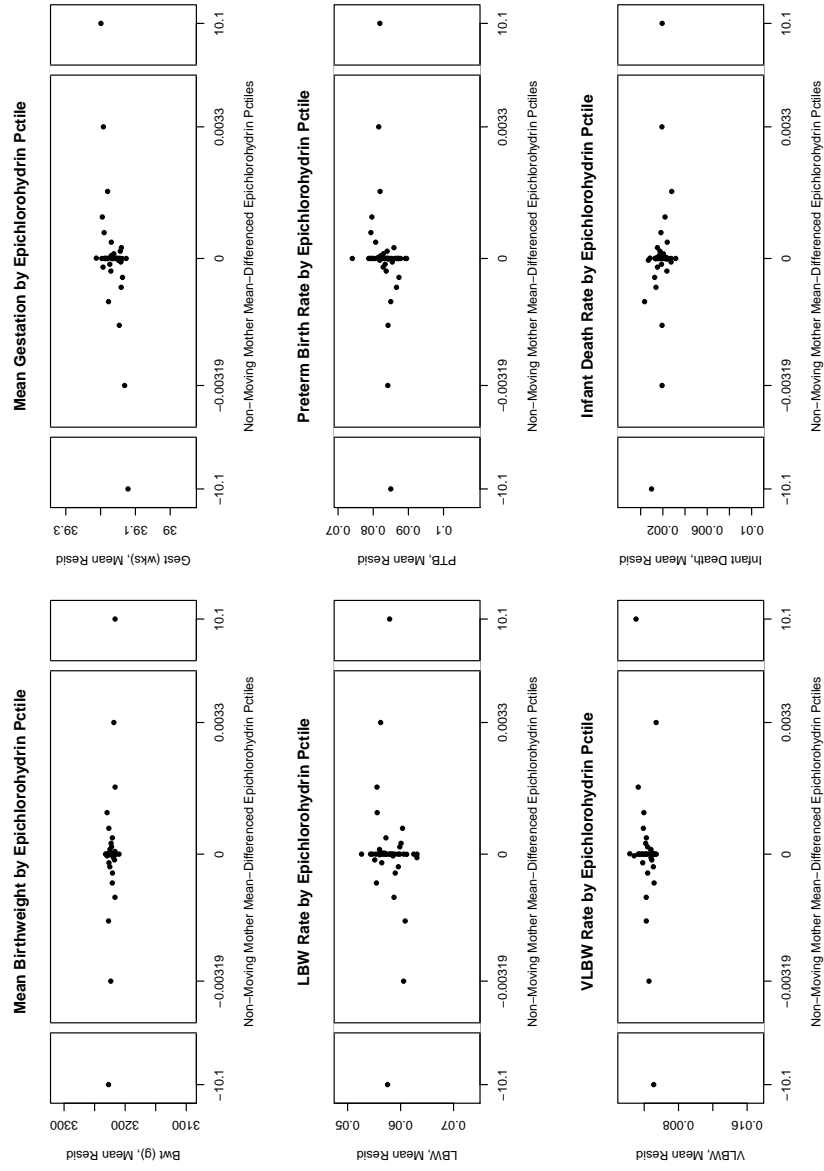 Mean Gestation by Epichlorohydrin Pctile
Gest (wks), Mean Resid
39.3
39.1
39
−10.1
−0.00319
0
0.0033
10.1
Non−Moving Mother Mean−Differenced Epichlorohydrin Pctiles
Preterm Birth Rate by Epichlorohydrin Pctile
PTB, Mean Resid
0.07
0.08
0.09
0.1
−10.1
−0.00319
0
0.0033
10.1
Non−Moving Mother Mean−Differenced Epichlorohydrin Pctiles
Infant Death Rate by Epichlorohydrin Pctile
Infant Death, Mean Resid
0.002
0.006
0.01
−10.1
−0.00319
0
0.0033
10.1
Non−Moving Mother Mean−Differenced Epichlorohydrin Pctiles
Mean Birthweight by Epichlorohydrin Pctile
Bwt (g), Mean Resid
3300
3200
3100
−10.1
−0.00319
0
0.0033
10.1
Non−Moving Mother Mean−Differenced Epichlorohydrin Pctiles
LBW Rate by Epichlorohydrin Pctile
LBW, Mean Resid
0.05
0.06
0.07
−10.1
−0.00319
0
0.0033
10.1
Non−Moving Mother Mean−Differenced Epichlorohydrin Pctiles
VLBW Rate by Epichlorohydrin Pctile
VLBW, Mean Resid
0.008
0.016
−10.1
−0.00319
0
0.0033
10.1
Non−Moving Mother Mean−Differenced Epichlorohydrin Pctiles